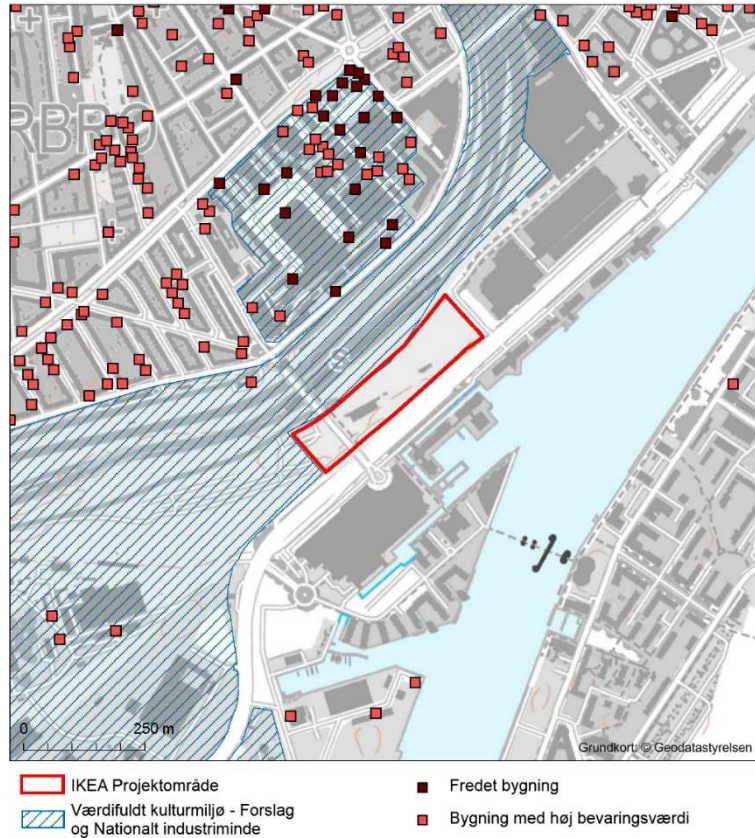 RBRO
S
0 250 m
Grundkort: © Geodatastyrelsen
IKEA Projektområde
Værdifuldt kulturmiljø - Forslag
og Nationalt industriminde
Fredet bygning
Bygning med høj bevaringsværdi